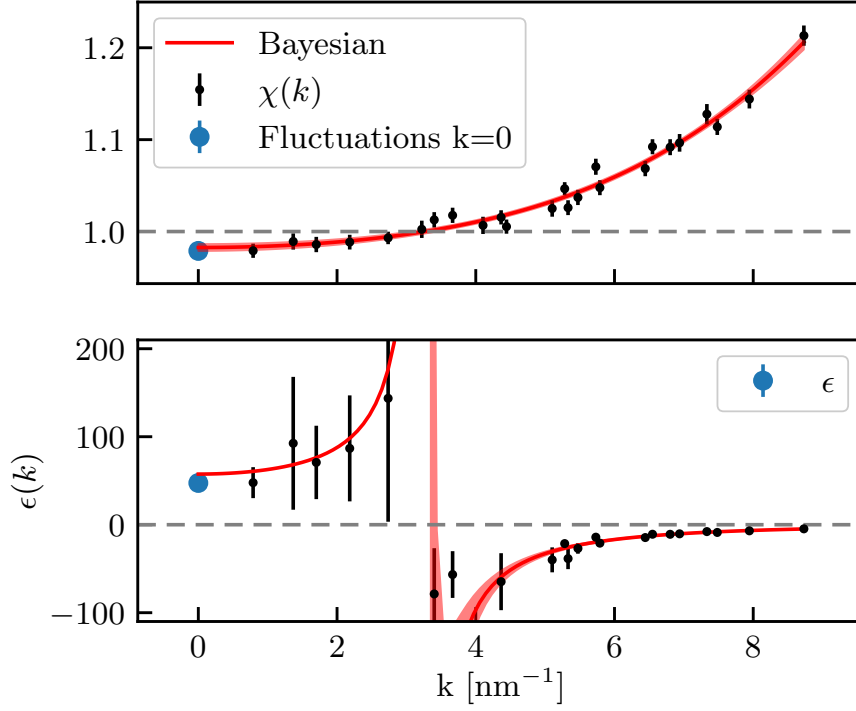 1.2
1.1
1.0
Bayesian
χ(k)
Fluctuations k=0
200
100
0
−100
ϵ(k)
ϵ
0 2 4 6 8
k [nm⁻¹]